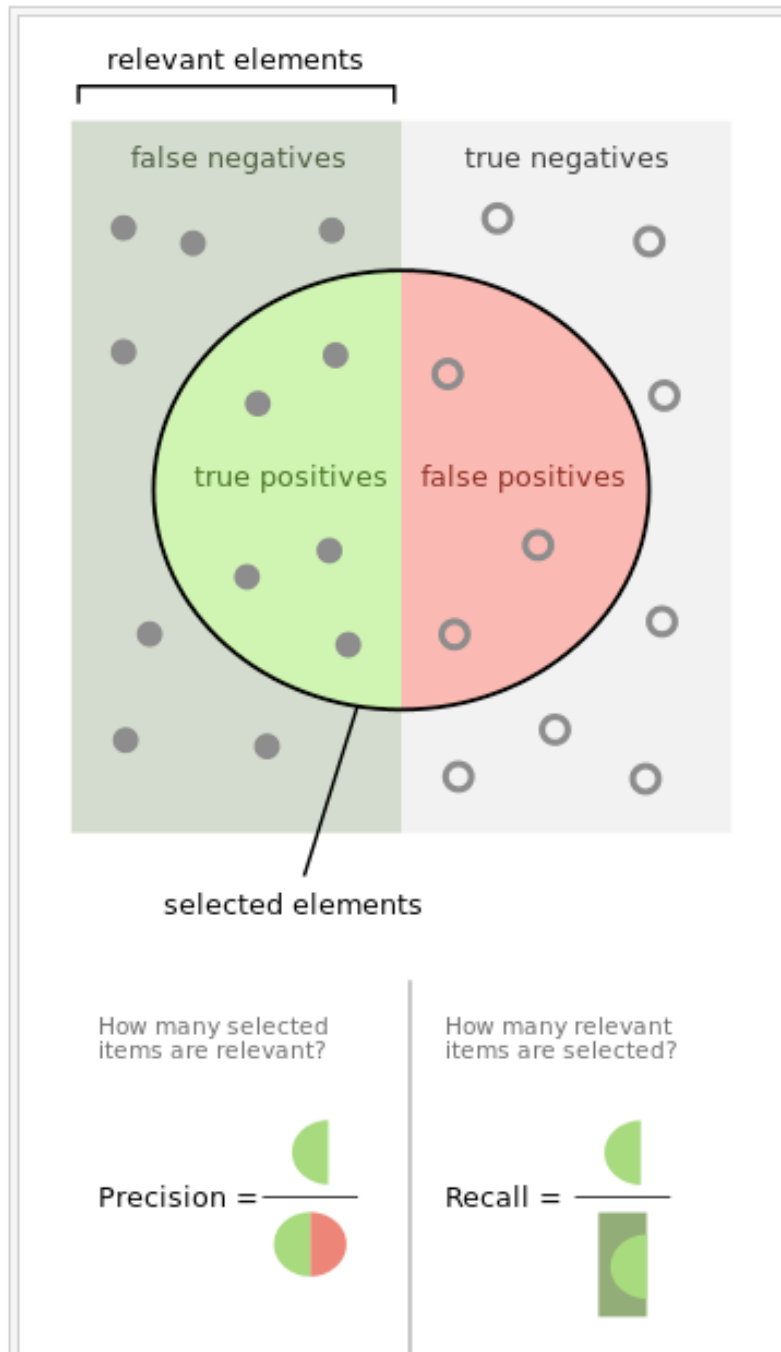 relevant elements
false negatives
true negatives
true positives
false positives
selected elements
How many selected
items are relevant?
How many relevant
items are selected?
Precision =
Recall =